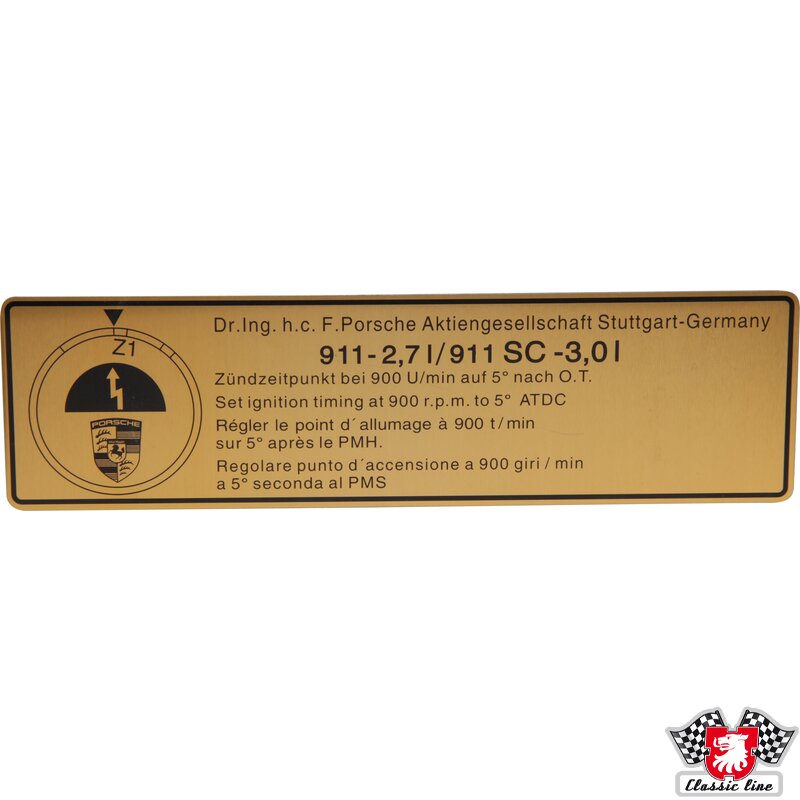 Z1
PORSCHE
Dr.Ing. h.c. F.Porsche Aktiengesellschaft Stuttgart-Germany
911-2,7 l/911 SC -3,0 l
Zündzeitpunkt bei 900 U/min auf 5° nach O.T.
Set ignition timing at 900 r.p.m. to 5° ATDC
Régler le point d´allumage à 900 t/min
sur 5° après le PMH.
Regolare punto d´accensione a 900 giri / min
a 5° seconda al PMS
Classic line